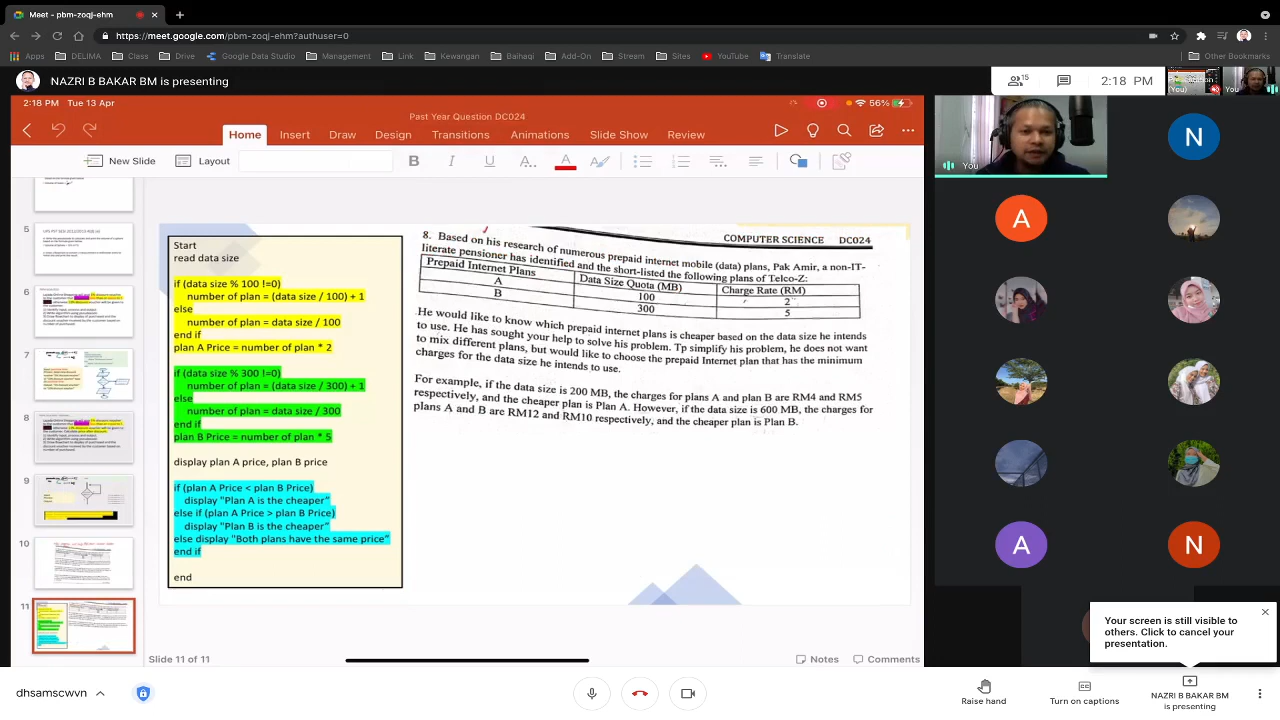 Meet - pbm-zoqj-ehm
https://meet.google.com/pbm-zoqj-ehm?authuser=0
Apps DELIMA Class Drive Google Data Studio Management Link Kewangan Balhaqi Add-On Stream Sites YouTube Translate Other Bookmarks
NAZRI B BAKAR BM is presenting
15 2:18 PM
(You) You
2:18 PM Tue 13 Apr
56%
Past Year Question DC024
Home Insert Draw Design Transitions Animations Slide Show Review
New Slide Layout B I U A.. A
5
6
7
8
9
10
11
Start
read data size
if (data size % 100 !=0)
number of plan = (data size / 100) + 1
else
number of plan = data size / 100
end if
plan A Price = number of plan * 2
if (data size % 300 !=0)
number of plan = (data size / 300) + 1
else
number of plan = data size / 300
end if
plan B Price = number of plan * 5
display plan A price, plan B price
if (plan A Price < plan B Price)
display "Plan A is the cheaper"
else if (plan A Price > plan B Price)
display "Plan B is the cheaper"
else display "Both plans have the same price"
end if
end
COMPUTER SCIENCE DC024
8. Based on his research of numerous prepaid internet mobile (data) plans, Pak Amir, a non-IT-
literate pensioner has identified and the short-listed the following plans of Telco-Z:
Prepaid Internet Plans Data Size Quota (MB) Charge Rate (RM)
A 100 2
B 300 5
He would like to know which prepaid internet plans is cheaper based on the data size he intends
to use. He has sought your help to solve his problem. Tp simplify his problem, he does not want
to mix different plans, but would like to choose the prepaid Internet plan that has the minimum
charges for the data size he intends to use.
For example, if the data size is 200 MB, the charges for plans A and plan B are RM4 and RM5
respectively, and the cheaper plan is Plan A. However, if the data size is 600 MB, the charges for
plans A and B are RM12 and RM10 respectively, and the cheaper plan is Plan B.
Slide 11 of 11
Notes Comments
You
N
A
A
N
Your screen is still visible to
others. Click to cancel your
presentation.
dhsamscwvn
Raise hand
Turn on captions
NAZRI B BAKAR BM
is presenting